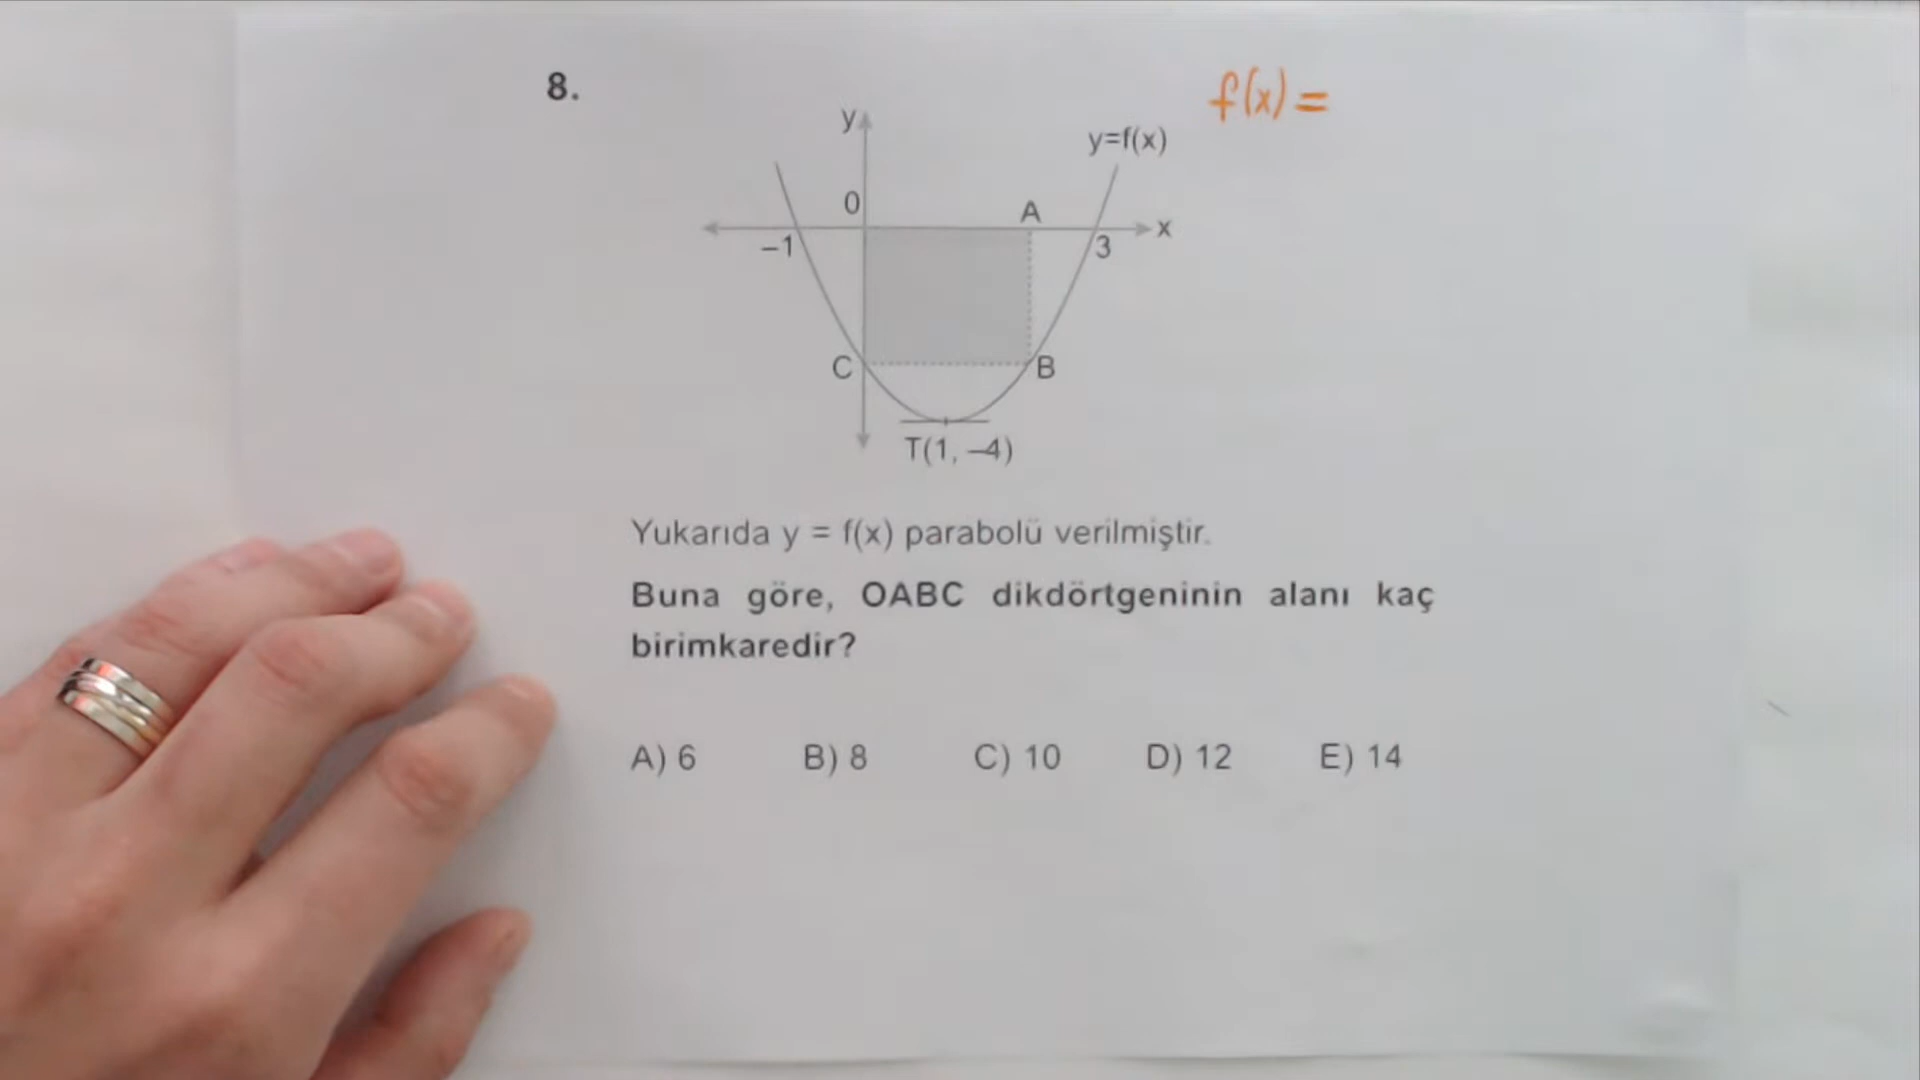 8.
f(x) =
y
y=f(x)
0
A
x
−1
3
C
B
T(1, −4)
Yukarıda y = f(x) parabolü verilmiştir.
Buna göre, OABC dikdörtgeninin alanı kaç
birimkaredir?
A) 6 B) 8 C) 10 D) 12 E) 14